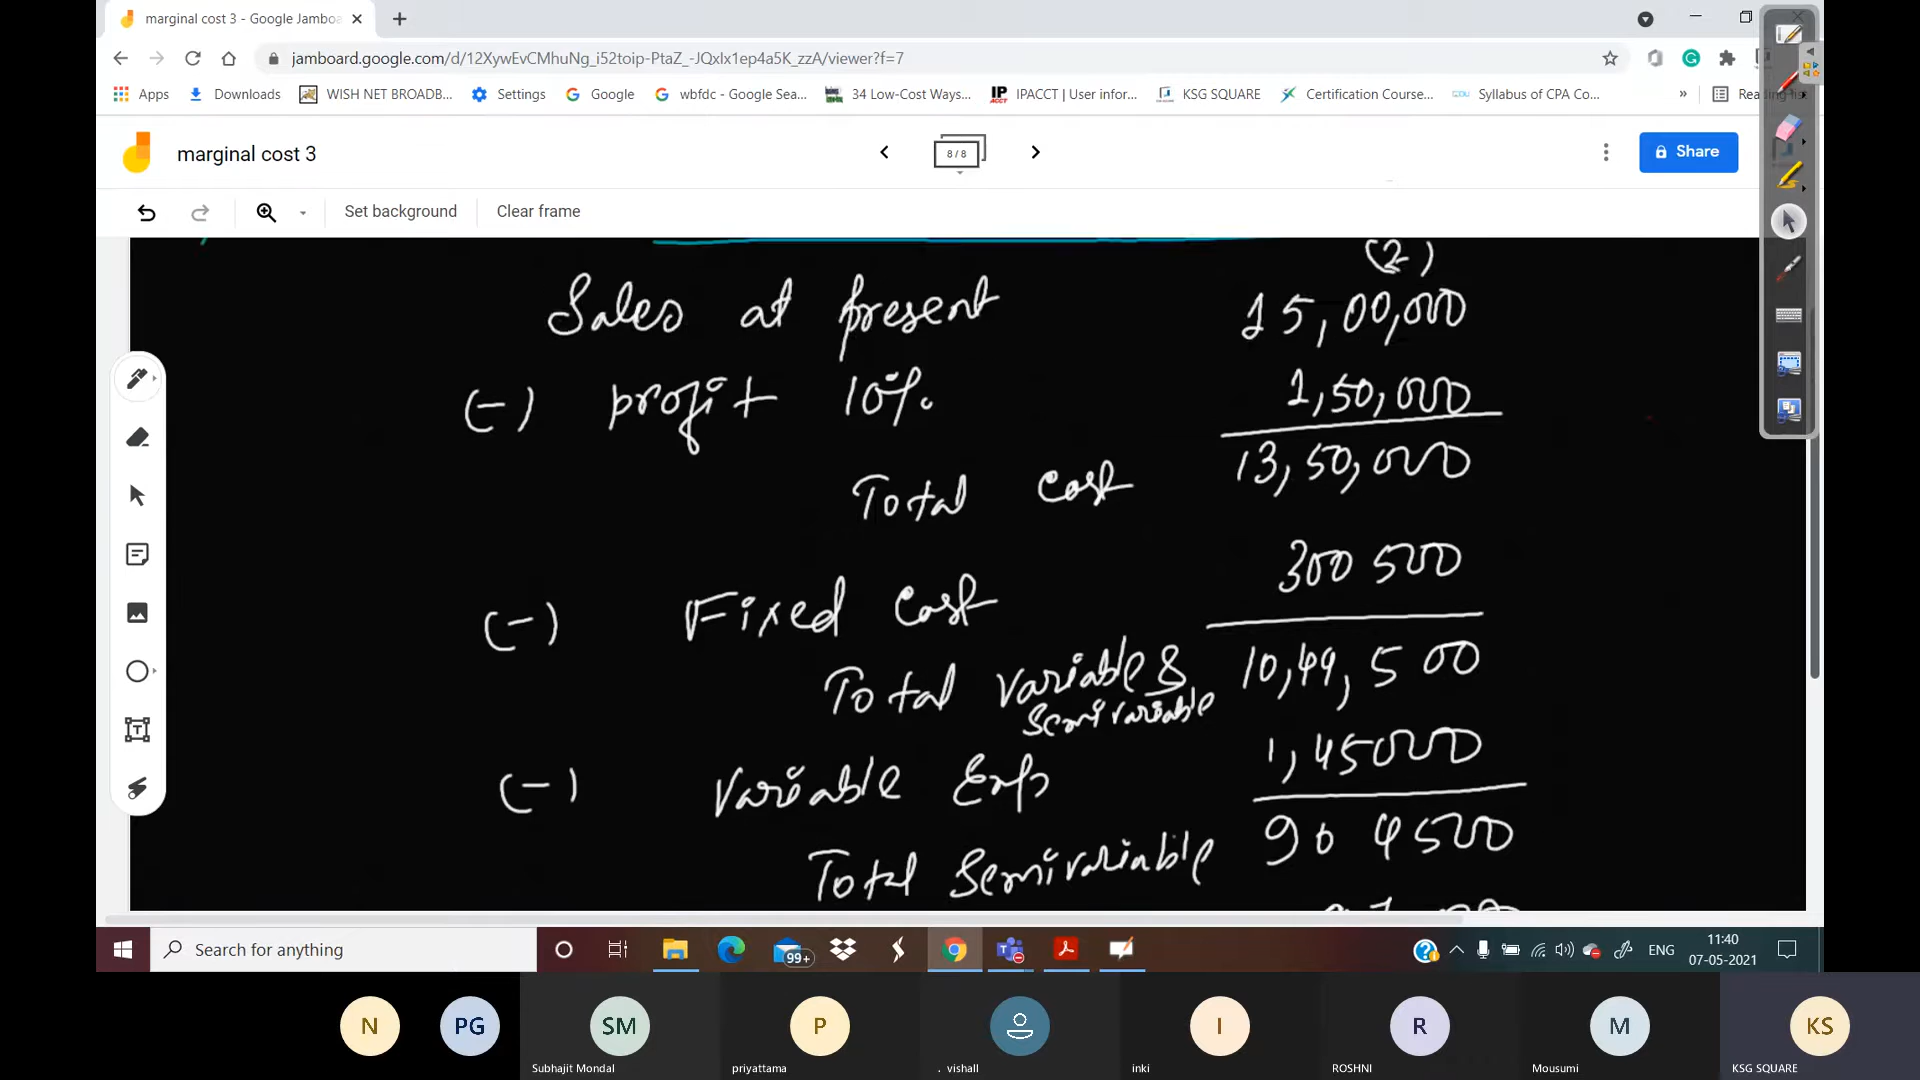 marginal cost 3 - Google Jamboa
jamboard.google.com/d/12XywEvCMhuNg_i52toip-PtaZ_-JQxlx1ep4a5K_zzA/viewer?f=7
Apps Downloads WISH NET BROADB... Settings Google wbfdc - Google Sea... 34 Low-Cost Ways... IPACCT | User infor... KSG SQUARE Certification Course... Syllabus of CPA Co... » Reading list
marginal cost 3
8 / 8
Share
Set background Clear frame
(2)
Sales at present 15,00,000
(-) profit 10% 1,50,000
Total cost 13,50,000
(-) Fixed cost 300 500
Total variable & 10,49,500
semivariable
(-) Variable Exps 1,45000
Total Semivariable 904500
Search for anything
99+
ENG
11:40
07-05-2021
N PG SM P I R M KS
Subhajit Mondal priyattama . vishall inki ROSHNI Mousumi KSG SQUARE